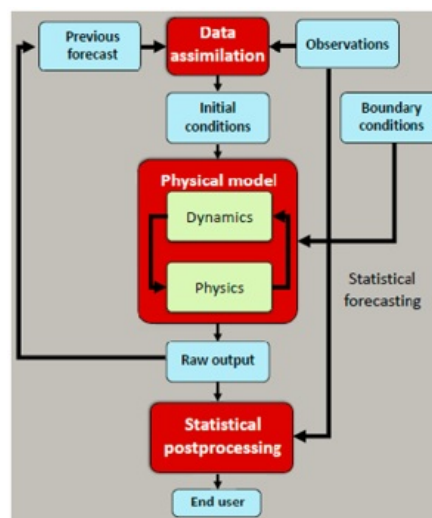 Previous
forecast
Data
assimilation
Observations
Initial
conditions
Boundary
conditions
Physical model
Dynamics
Physics
Statistical
forecasting
Raw output
Statistical
postprocessing
End user